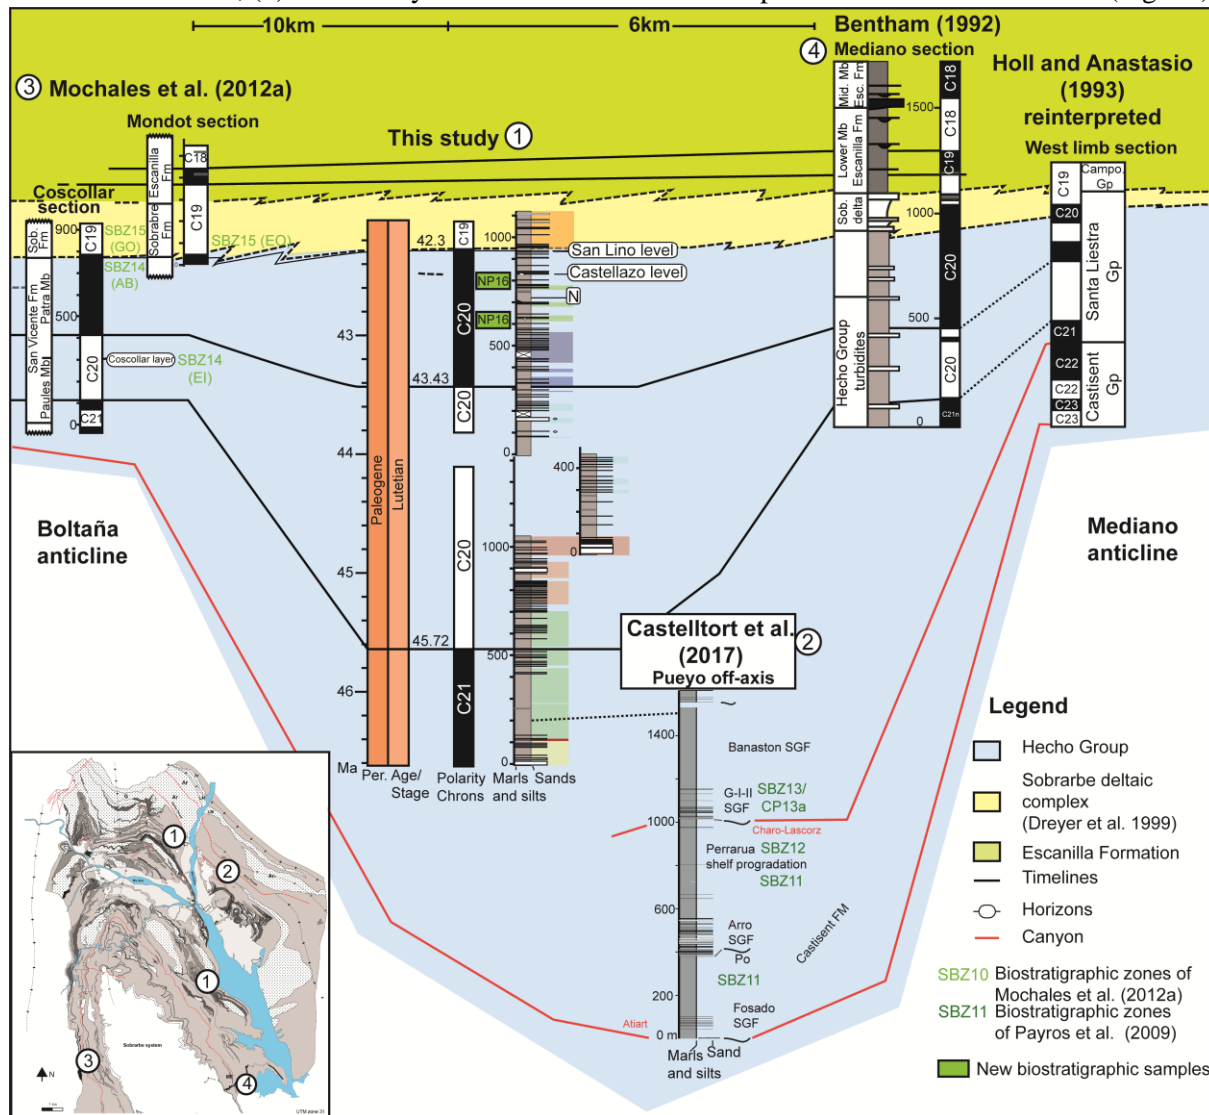 10km
6km
Bentham (1992)
④ Mediano section
③ Mochales et al. (2012a)
Mondot section
This study ①
Holl and Anastasio
(1993)
reinterpreted
West limb section
Coscollar
section
Sob.
Fm
San Vicente Fm
Paules Mb
Patra Mb
900
500
0
C19
C20
C21
SBZ15
(GO)
SBZ14
(AB)
Coscollar layer
SBZ14
(EI)
Sobrarbe
Fm
Escanilla
Fm
C18
C19
SBZ15 (EO)
42.3
43
43.43
44
45
45.72
46
Ma
Paleogene
Lutetian
Per.
Age/
Stage
C19
C20
C20
C20
C21
Polarity
Chrons
NP16
NP16
1000
500
0
1000
500
0
Marls
and silts
Sands
400
0
San Lino level
Castellazo level
N
Mid. Mb
Esc. Fm
Lower Mb
Escanilla Fm
Sob.
delta
Hecho Group
turbidites
1500
1000
500
0
C18
C18
C19
C20
C20
C21n
C19
C20
C21
C22
C22
C23
C23
Campo.
Gp
Santa Liestra
Gp
Castisent
Gp
Boltaña
anticline
Mediano
anticline
Castelltort et al.
(2017) ②
Pueyo off-axis
1400
1000
600
200
0 m
Banaston SGF
G-I-II
SGF
SBZ13/
CP13a
Charo-Lascorz
Perrarua
shelf progradation
SBZ12
SBZ11
Arro
SGF
Po
SBZ11
Castisent FM
Fosado
SGF
Atiart
Marls
and silts
Sand
Legend
Hecho Group
Sobrarbe deltaic
complex
(Dreyer et al. 1999)
Escanilla Formation
Timelines
Horizons
Canyon
SBZ10 Biostratigraphic zones of
Mochales et al. (2012a)
SBZ11 Biostratigraphic zones
of Payros et al. (2009)
New biostratigraphic samples
①
②
①
③
④
Sobrarbe system
N
UTM zone 31